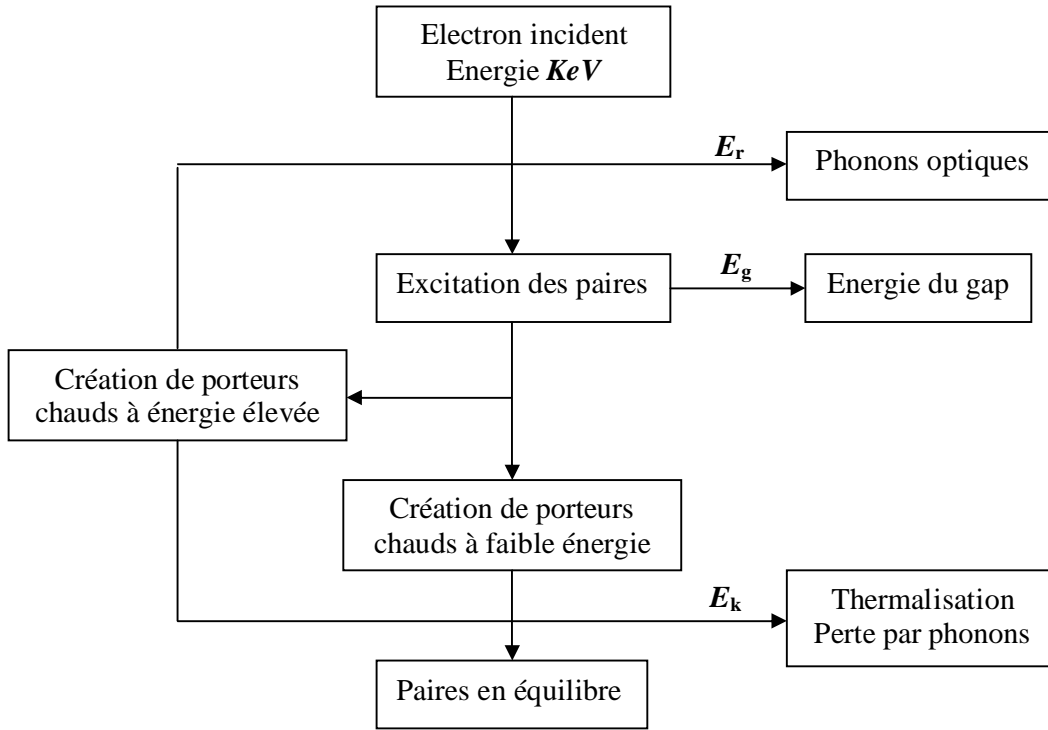 Electron incident
Energie KeV
Er
Phonons optiques
Excitation des paires
Eg
Energie du gap
Création de porteurs
chauds à énergie élevée
Création de porteurs
chauds à faible énergie
Ek
Thermalisation
Perte par phonons
Paires en équilibre